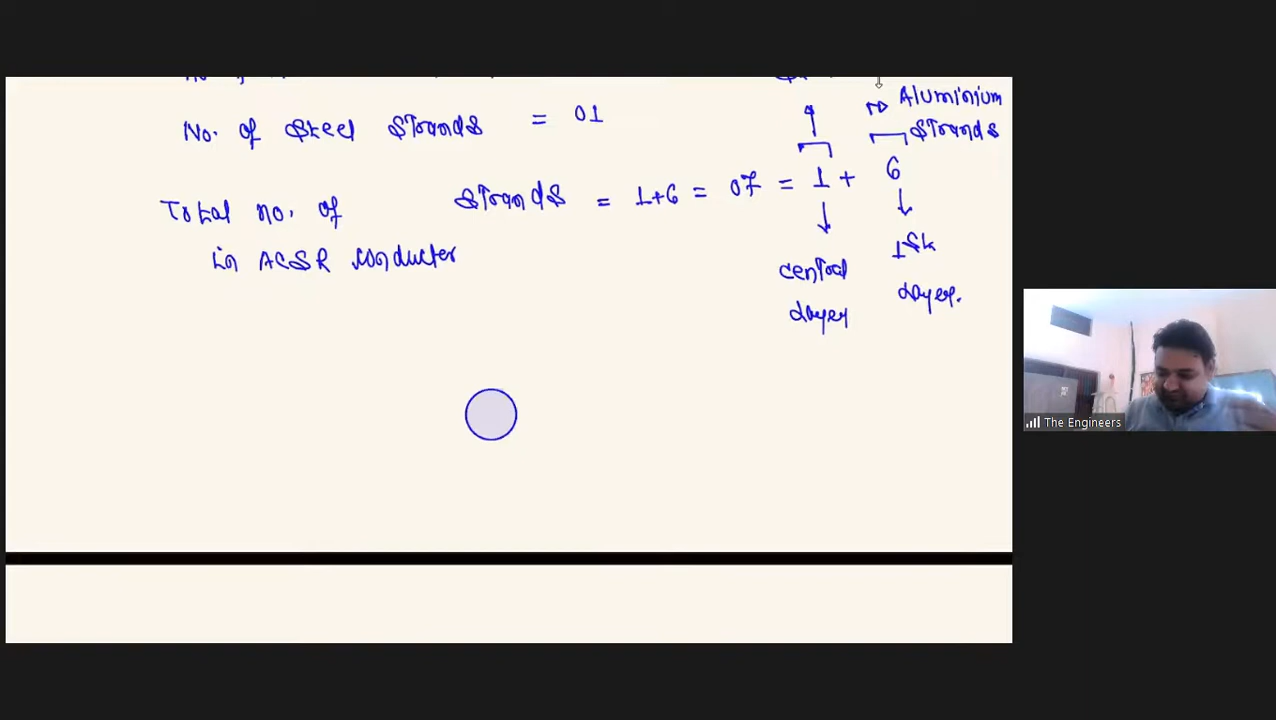 Aluminium
No. of Steel Strands = 01
Strands
Total no. of Strands = 1+6 = 07 = 1 + 6
in ACSR conductor
central 1st
layer layer.
The Engineers